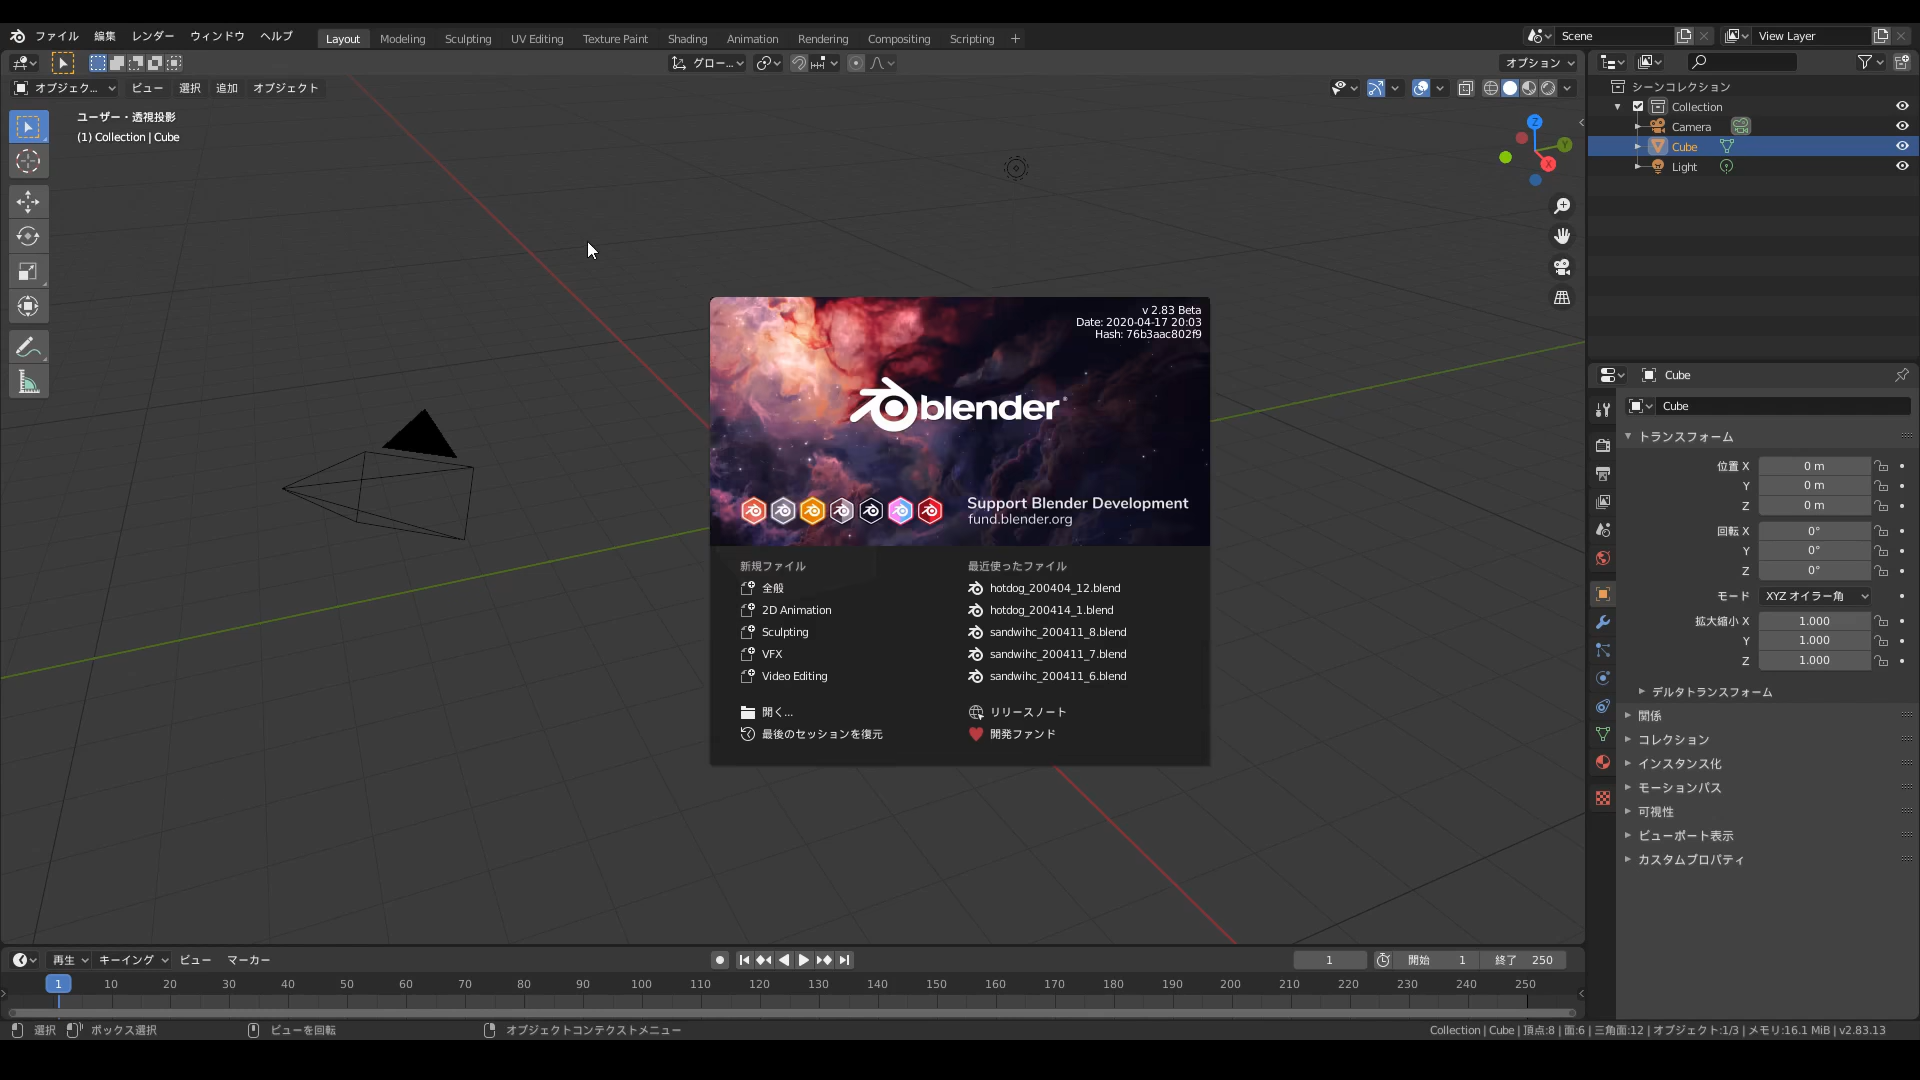 ファイル 編集 レンダー ウィンドウ ヘルプ Layout Modeling Sculpting UV Editing Texture Paint Shading Animation Rendering Compositing Scripting + Scene View Layer
グロー... オプション
オブジェク... ビュー 選択 追加 オブジェクト
シーンコレクション
Collection
Camera
Cube
Light
ユーザー・透視投影
(1) Collection | Cube
Z
Y
X
v 2.83 Beta
Date: 2020-04-17 20:03
Hash: 76b3aac802f9
blender
Support Blender Development
fund.blender.org
新規ファイル
全般
2D Animation
Sculpting
VFX
Video Editing
開く...
最後のセッションを復元
最近使ったファイル
hotdog_200404_12.blend
hotdog_200414_1.blend
sandwihc_200411_8.blend
sandwihc_200411_7.blend
sandwihc_200411_6.blend
リリースノート
開発ファンド
Cube
Cube
トランスフォーム
位置 X 0 m
Y 0 m
Z 0 m
回転 X 0°
Y 0°
Z 0°
モード XYZ オイラー角
拡大縮小 X 1.000
Y 1.000
Z 1.000
デルタトランスフォーム
関係
コレクション
インスタンス化
モーションパス
可視性
ビューポート表示
カスタムプロパティ
再生 キーイング ビュー マーカー 1 開始 1 終了 250
1 10 20 30 40 50 60 70 80 90 100 110 120 130 140 150 160 170 180 190 200 210 220 230 240 250
選択 ボックス選択 ビューを回転 オブジェクトコンテクストメニュー Collection | Cube | 頂点:8 | 面:6 | 三角面:12 | オブジェクト:1/3 | メモリ:16.1 MiB | v2.83.13